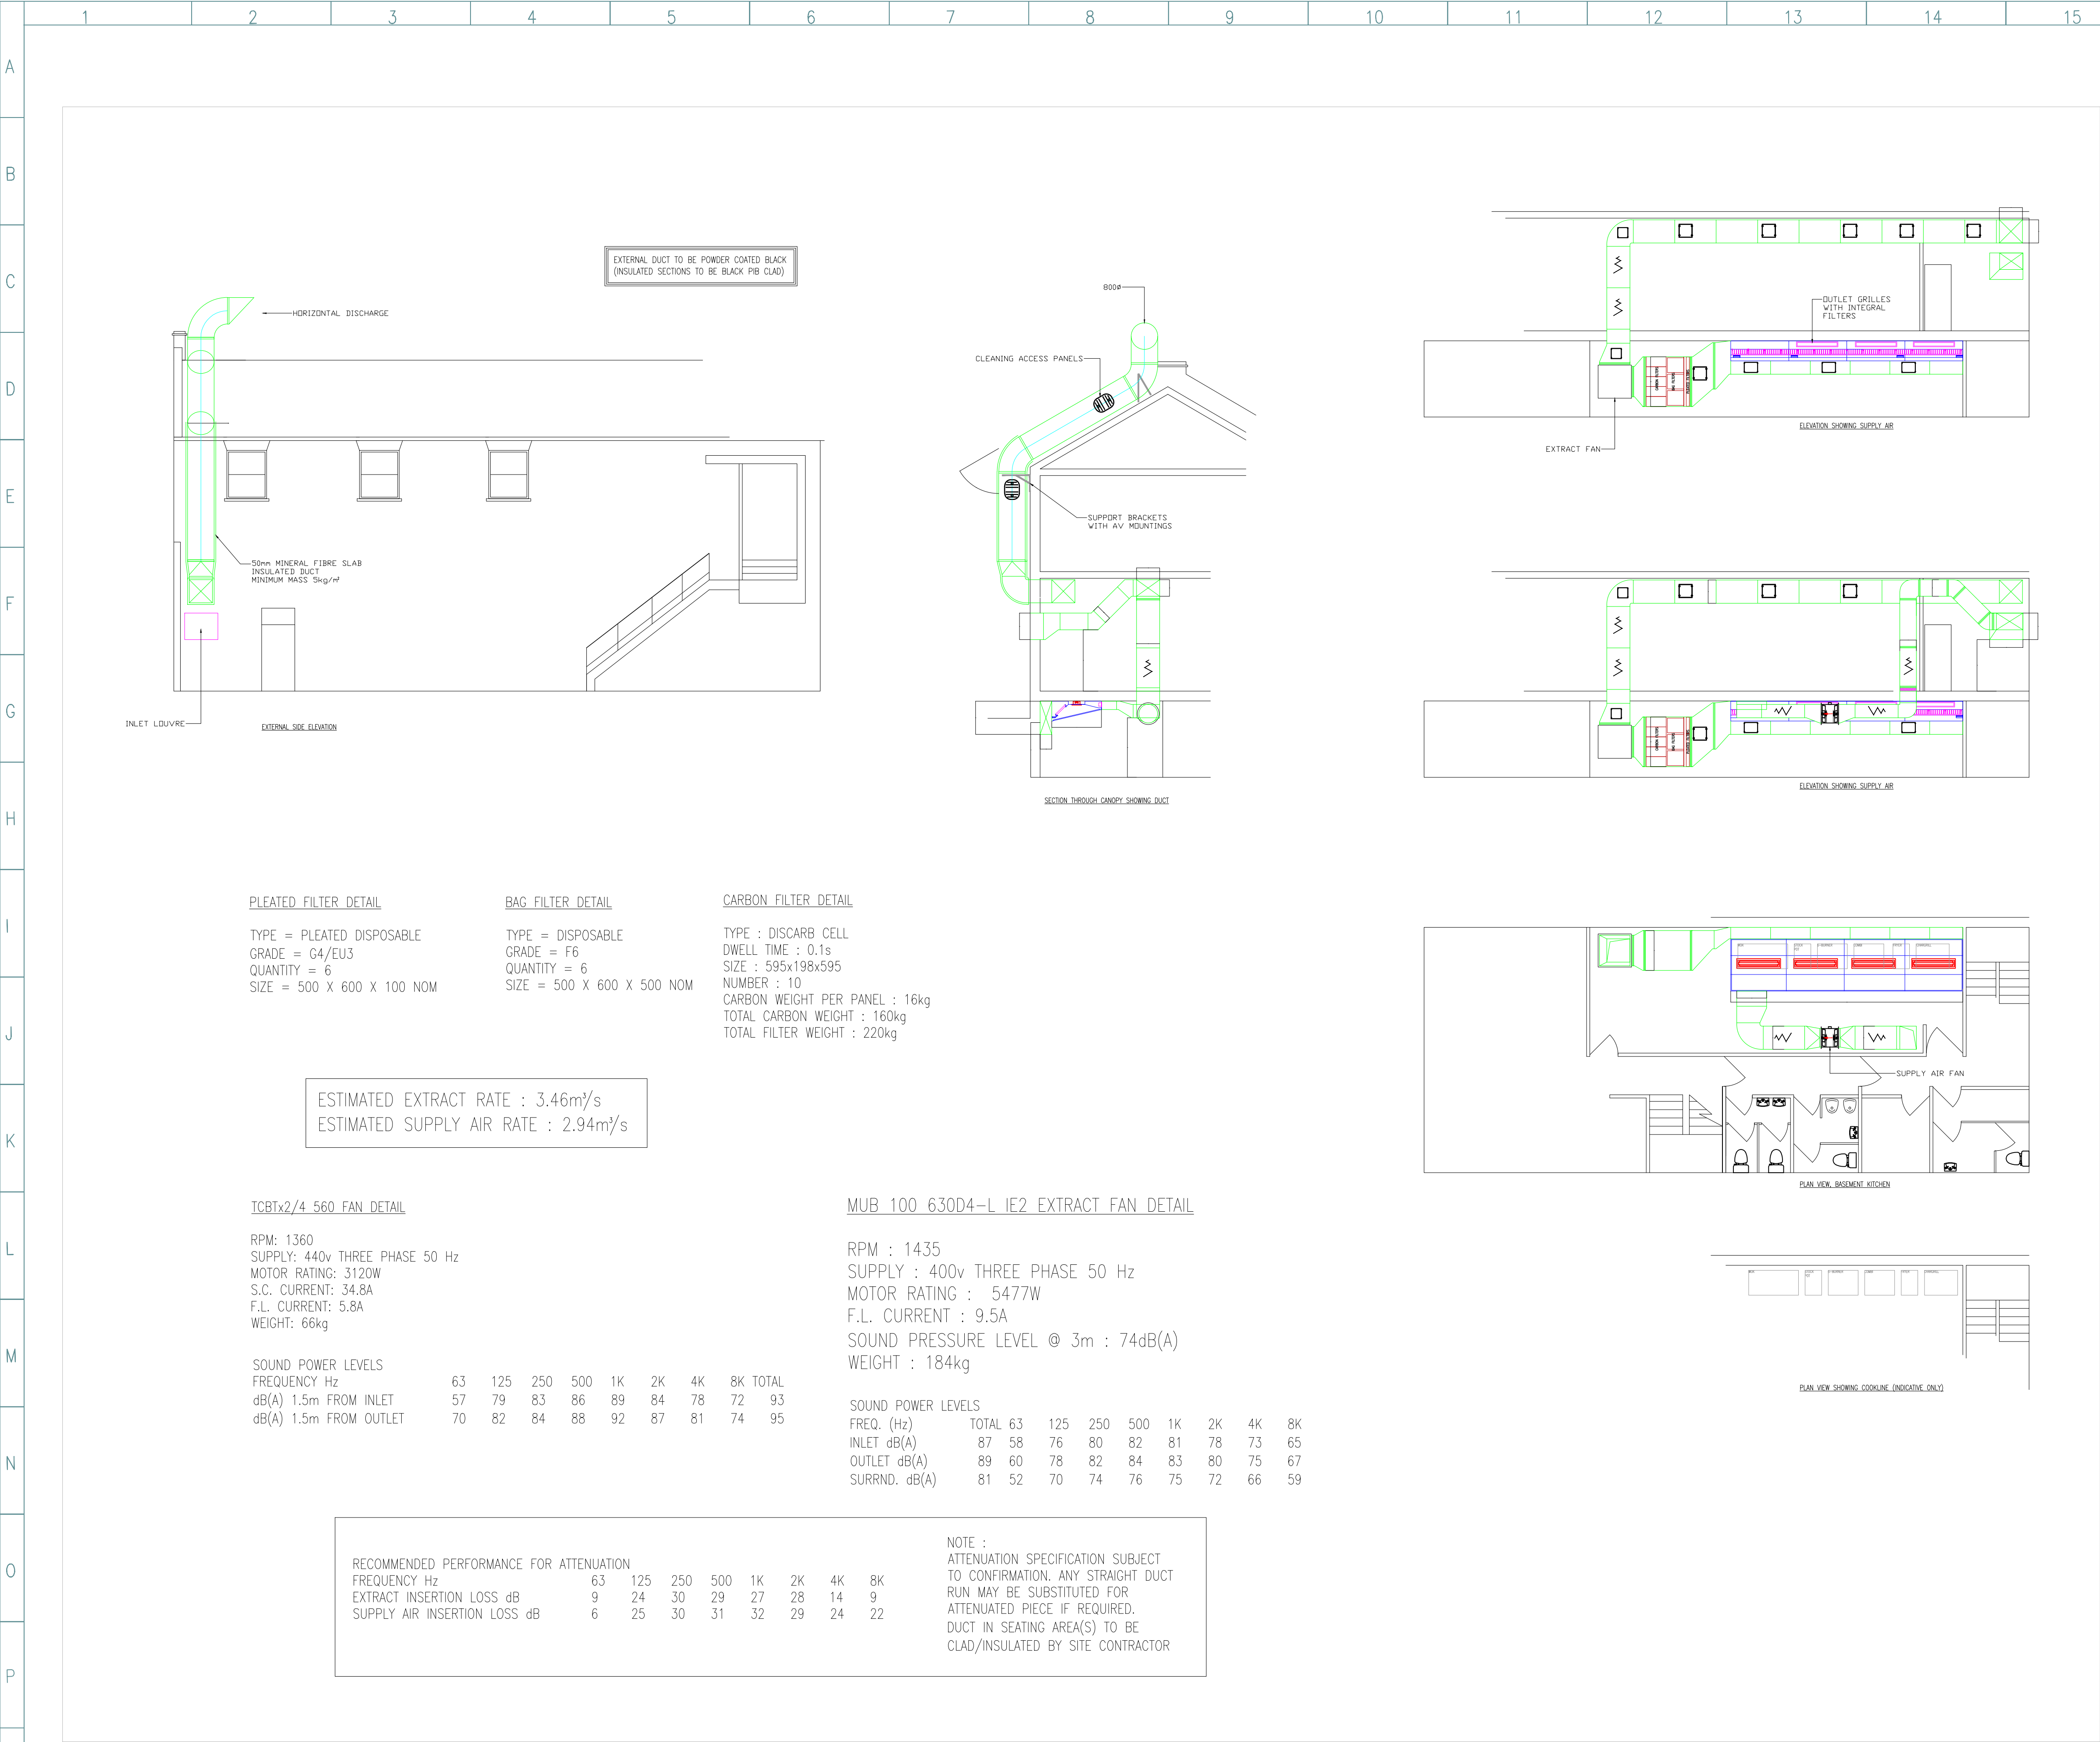 1 2 3 4 5 6 7 8 9 10 11 12 13 14 15
A
B
C
D
E
F
G
H
I
J
K
L
M
N
O
P
EXTERNAL DUCT TO BE POWDER COATED BLACK
(INSULATED SECTIONS TO BE BLACK PIB CLAD)
HORIZONTAL DISCHARGE
50mm MINERAL FIBRE SLAB
INSULATED DUCT
MINIMUM MASS 5kg/m²
INLET LOUVRE
EXTERNAL SIDE ELEVATION
800ø
CLEANING ACCESS PANELS
SUPPORT BRACKETS
WITH AV MOUNTINGS
SECTION THROUGH CANOPY SHOWING DUCT
OUTLET GRILLES
WITH INTEGRAL
FILTERS
CARBON FILTERS
BAG FILTERS
PLEATED FILTERS
EXTRACT FAN
ELEVATION SHOWING SUPPLY AIR
CARBON FILTERS
BAG FILTERS
PLEATED FILTERS
ELEVATION SHOWING SUPPLY AIR
SUPPLY AIR FAN
PLAN VIEW, BASEMENT KITCHEN
PLAN VIEW SHOWING COOKLINE (INDICATIVE ONLY)
PLEATED FILTER DETAIL
TYPE = PLEATED DISPOSABLE
GRADE = G4/EU3
QUANTITY = 6
SIZE = 500 X 600 X 100 NOM
BAG FILTER DETAIL
TYPE = DISPOSABLE
GRADE = F6
QUANTITY = 6
SIZE = 500 X 600 X 500 NOM
CARBON FILTER DETAIL
TYPE : DISCARB CELL
DWELL TIME : 0.1s
SIZE : 595x198x595
NUMBER : 10
CARBON WEIGHT PER PANEL : 16kg
TOTAL CARBON WEIGHT : 160kg
TOTAL FILTER WEIGHT : 220kg
ESTIMATED EXTRACT RATE : 3.46m³/s
ESTIMATED SUPPLY AIR RATE : 2.94m³/s
TCBTx2/4 560 FAN DETAIL
RPM: 1360
SUPPLY: 440v THREE PHASE 50 Hz
MOTOR RATING: 3120W
S.C. CURRENT: 34.8A
F.L. CURRENT: 5.8A
WEIGHT: 66kg
SOUND POWER LEVELS
FREQUENCY Hz 63 125 250 500 1K 2K 4K 8K TOTAL
dB(A) 1.5m FROM INLET 57 79 83 86 89 84 78 72 93
dB(A) 1.5m FROM OUTLET 70 82 84 88 92 87 81 74 95
MUB 100 630D4-L IE2 EXTRACT FAN DETAIL
RPM : 1435
SUPPLY : 400v THREE PHASE 50 Hz
MOTOR RATING : 5477W
F.L. CURRENT : 9.5A
SOUND PRESSURE LEVEL @ 3m : 74dB(A)
WEIGHT : 184kg
SOUND POWER LEVELS
FREQ. (Hz) TOTAL 63 125 250 500 1K 2K 4K 8K
INLET dB(A) 87 58 76 80 82 81 78 73 65
OUTLET dB(A) 89 60 78 82 84 83 80 75 67
SURRND. dB(A) 81 52 70 74 76 75 72 66 59
RECOMMENDED PERFORMANCE FOR ATTENUATION
FREQUENCY Hz 63 125 250 500 1K 2K 4K 8K
EXTRACT INSERTION LOSS dB 9 24 30 29 27 28 14 9
SUPPLY AIR INSERTION LOSS dB 6 25 30 31 32 29 24 22
NOTE :
ATTENUATION SPECIFICATION SUBJECT
TO CONFIRMATION. ANY STRAIGHT DUCT
RUN MAY BE SUBSTITUTED FOR
ATTENUATED PIECE IF REQUIRED.
DUCT IN SEATING AREA(S) TO BE
CLAD/INSULATED BY SITE CONTRACTOR